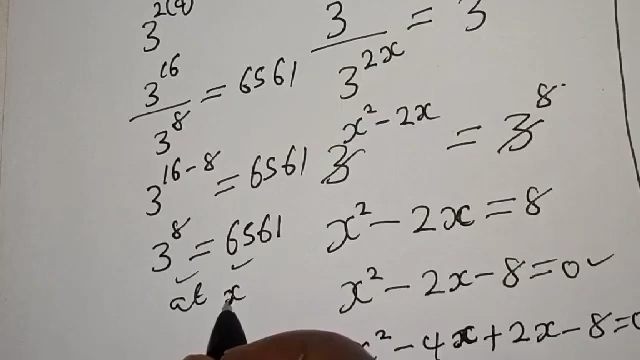 3^2(4)
3^16 / 3^8 = 6561
3^16-8 = 6561
3^8 = 6561
at x
3 / 3^2x = 3
3^x²-2x = 3^8
x² - 2x = 8
x² - 2x - 8 = 0
x² - 4x + 2x - 8 = 0